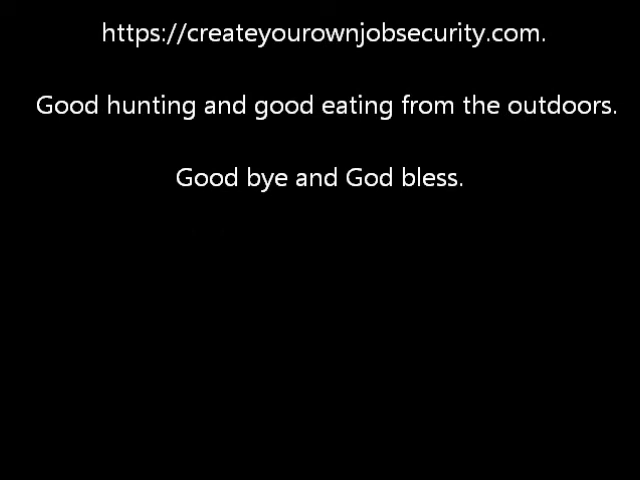 https://createyourownjobsecurity.com.
Good hunting and good eating from the outdoors.
Good bye and God bless.